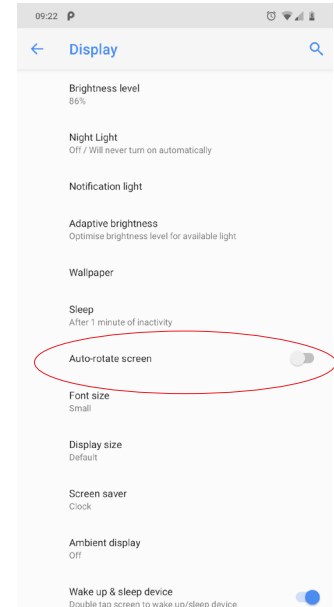 09:22
Display
Brightness level
86%
Night Light
Off / Will never turn on automatically
Notification light
Adaptive brightness
Optimise brightness level for available light
Wallpaper
Sleep
After 1 minute of inactivity
Auto-rotate screen
Font size
Small
Display size
Default
Screen saver
Clock
Ambient display
Off
Wake up & sleep device
Double tap screen to wake up/sleep device